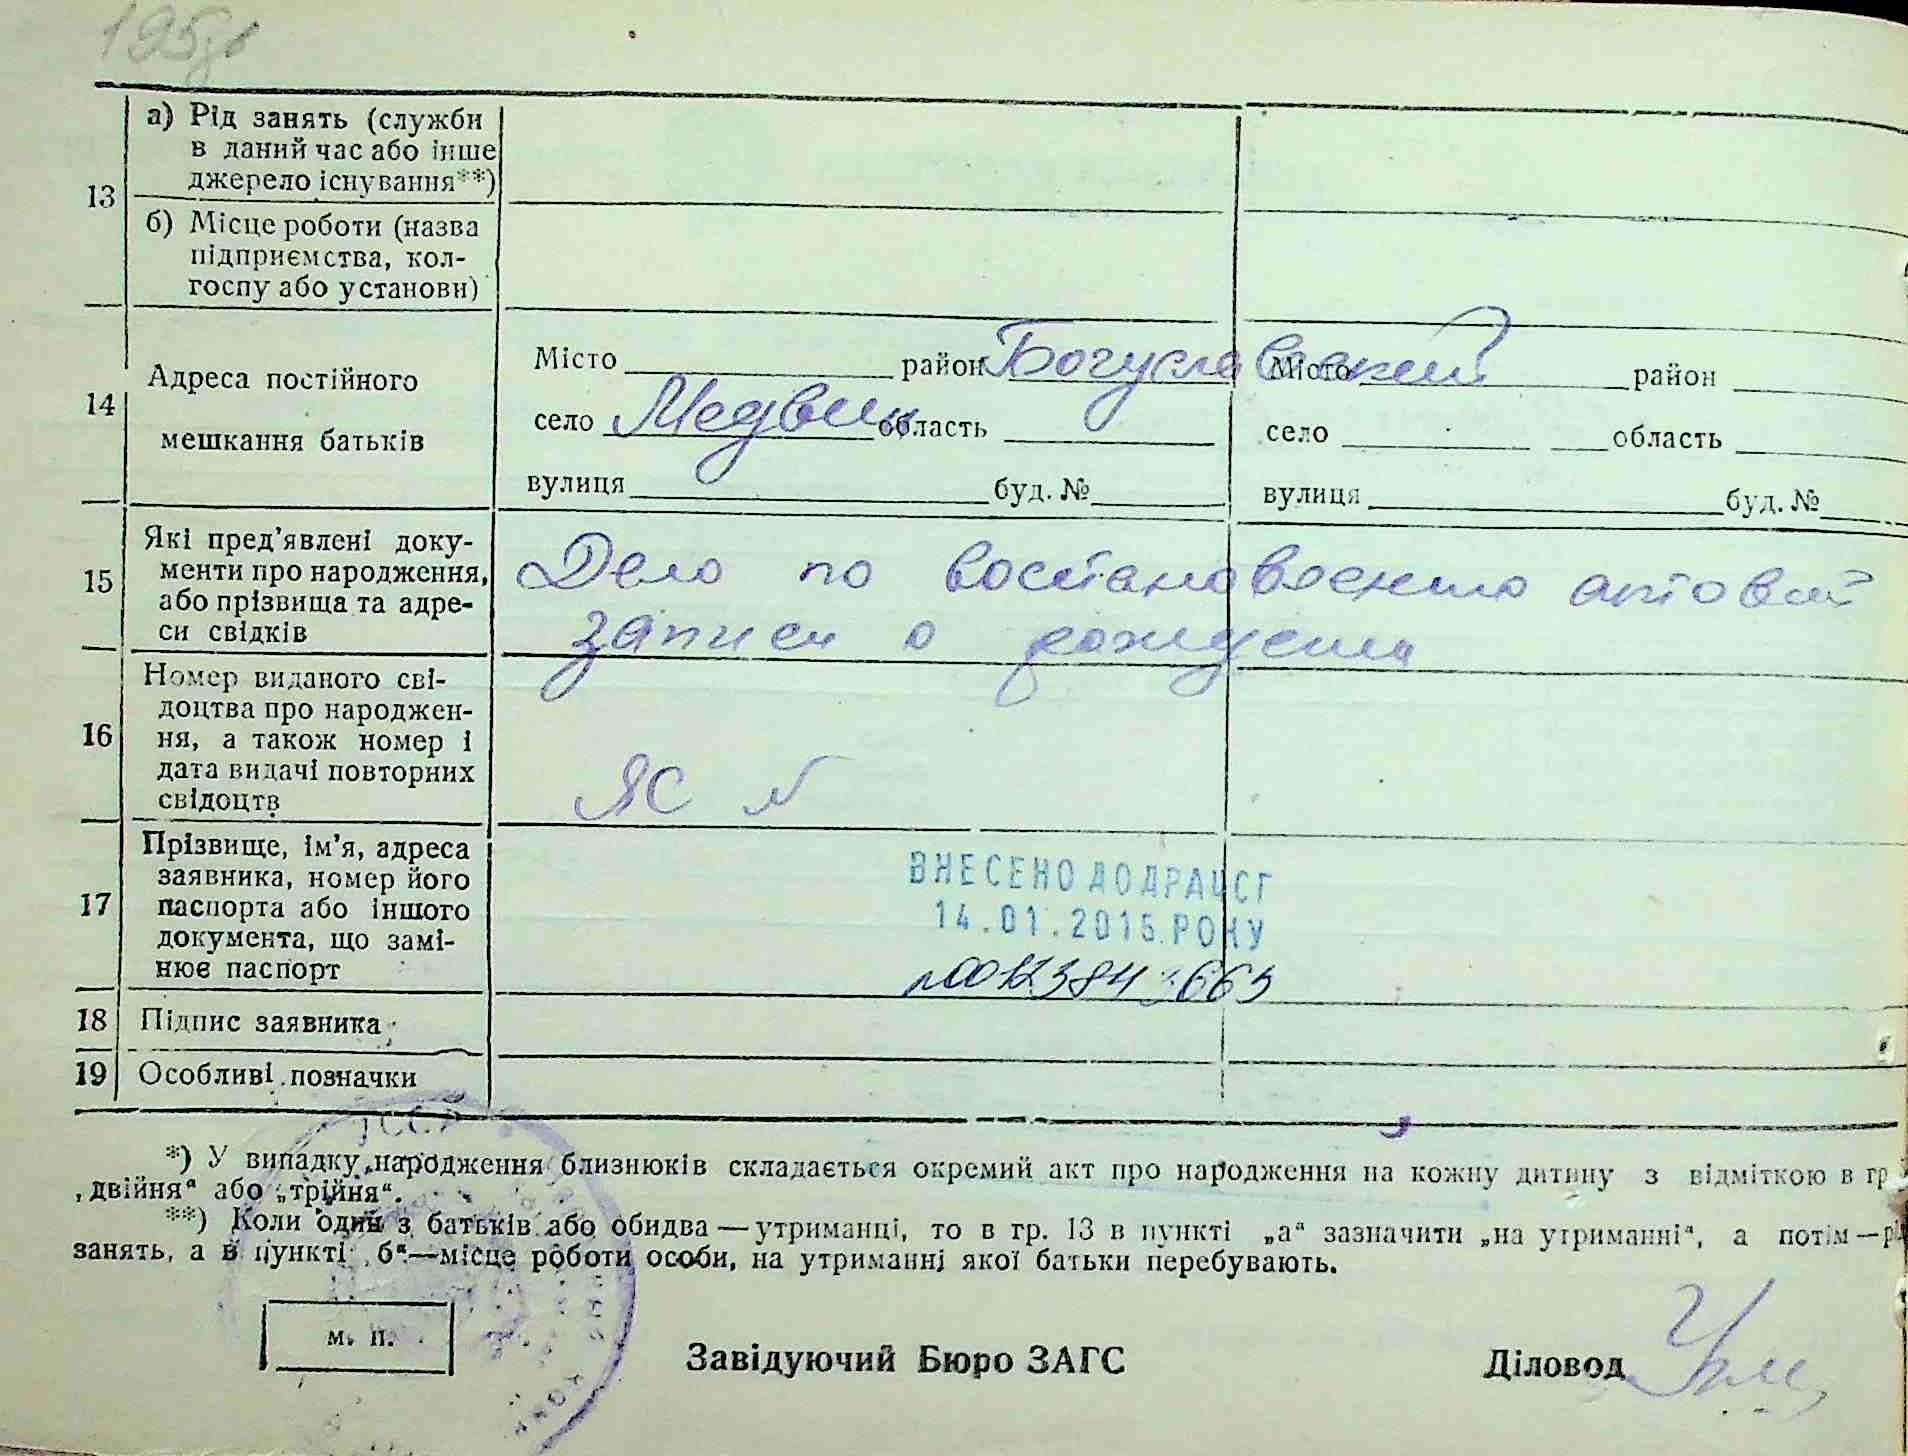 13
а) Рід занять (служби
в даний час або інше
джерело існування**)
б) Місце роботи (назва
підприємства, кол-
госпу або установи)
14
Адреса постійного
мешкання батьків
Місто район Богуславский
село Медвин область
вулиця буд. №
Місто район
село область
вулиця буд. №
15
Які пред’явлені доку-
менти про народження,
або прізвища та адре-
си свідків
Дело по востановлению актовой
записи о рождении
16
Номер виданого сві-
доцтва про народжен-
ня, а також номер і
дата видачі повторних
свідоцтв
ЯС №
17
Прізвище, ім’я, адреса
заявника, номер його
паспорта або іншого
документа, що замі-
нює паспорт
ВНЕСЕНО ДО ДРАЦСГ
14.01.2015 РОКУ
18 Підпис заявника
19 Особливі позначки
*) У випадку народження близнюків складається окремий акт про народження на кожну дитину з відміткою в гр
„двійня“ або „трійня“.
**) Коли один з батьків або обидва — утриманці, то в гр. 13 в пункті „а“ зазначити „на утриманні“, а потім — рід
занять, а в пункті „б“ — місце роботи особи, на утриманні якої батьки перебувають.
м. п.
Завідуючий Бюро ЗАГС
Діловод